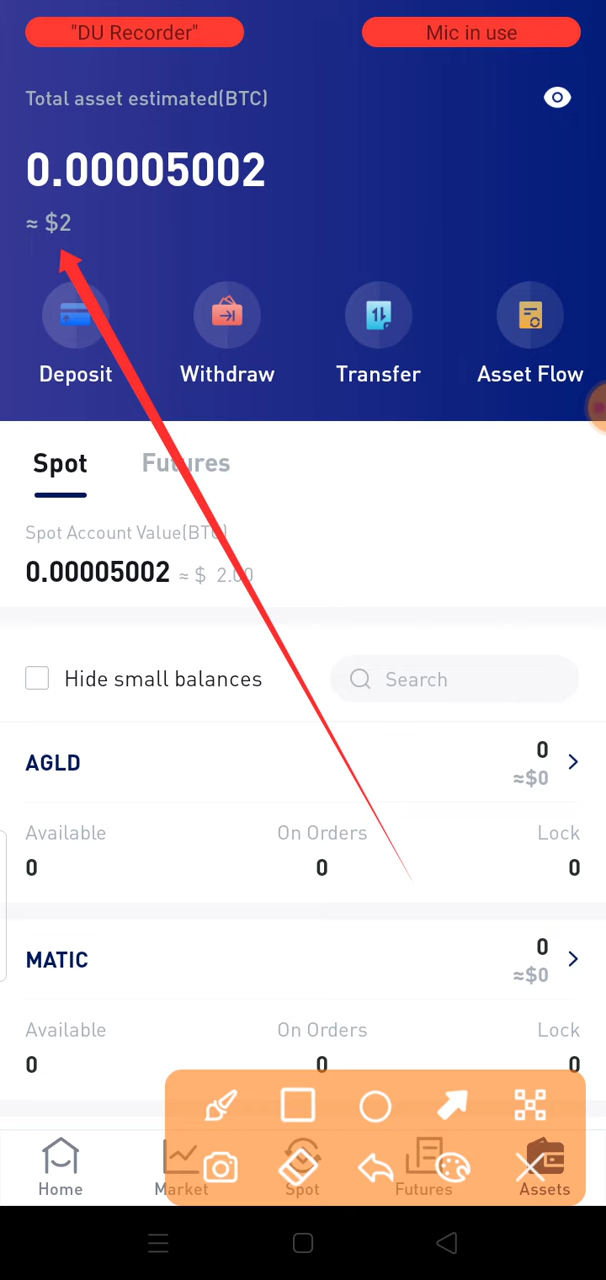 "DU Recorder" Mic in use
Total asset estimated(BTC)
0.00005002
≈ $2
Deposit Withdraw Transfer Asset Flow
Spot Futures
Spot Account Value(BTC)
0.00005002 ≈ $ 2.00
Hide small balances Search
AGLD 0
≈$0
Available On Orders Lock
0 0 0
MATIC 0
≈$0
Available On Orders Lock
0 0 0
Home Market Spot Futures Assets